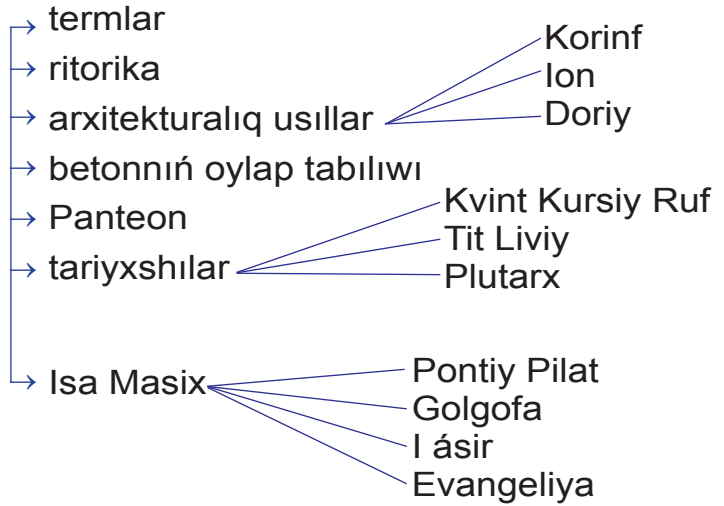 termlar
ritorika
arxitekturalıq usıllar
Korinf
Ion
Doriy
betonnıń oylap tabılıwı
Panteon
tariyxshılar
Kvint Kursiy Ruf
Tit Liviy
Plutarx
Isa Masix
Pontiy Pilat
Golgofa
I ásir
Evangeliya